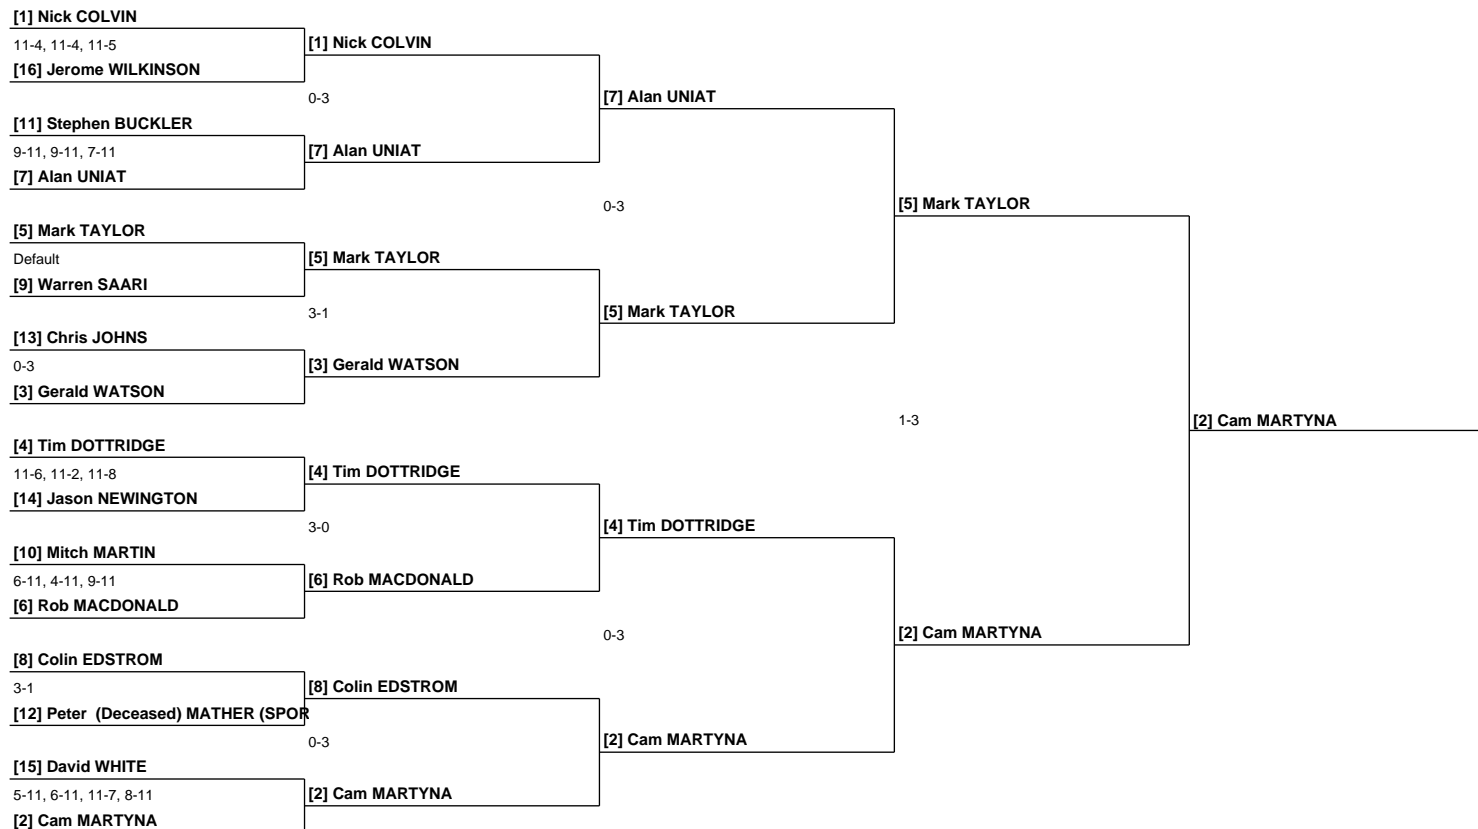 [1] Nick COLVIN
11-4, 11-4, 11-5
[16] Jerome WILKINSON
[11] Stephen BUCKLER
9-11, 9-11, 7-11
[7] Alan UNIAT
[5] Mark TAYLOR
Default
[9] Warren SAARI
[13] Chris JOHNS
0-3
[3] Gerald WATSON
[4] Tim DOTTRIDGE
11-6, 11-2, 11-8
[14] Jason NEWINGTON
[10] Mitch MARTIN
6-11, 4-11, 9-11
[6] Rob MACDONALD
[8] Colin EDSTROM
3-1
[12] Peter  (Deceased) MATHER (SPOR
[15] David WHITE
5-11, 6-11, 11-7, 8-11
[2] Cam MARTYNA
[1] Nick COLVIN
0-3
[7] Alan UNIAT
[5] Mark TAYLOR
3-1
[3] Gerald WATSON
[4] Tim DOTTRIDGE
3-0
[6] Rob MACDONALD
[8] Colin EDSTROM
0-3
[2] Cam MARTYNA
[7] Alan UNIAT
0-3
[5] Mark TAYLOR
[4] Tim DOTTRIDGE
0-3
[2] Cam MARTYNA
[5] Mark TAYLOR
1-3
[2] Cam MARTYNA
[2] Cam MARTYNA